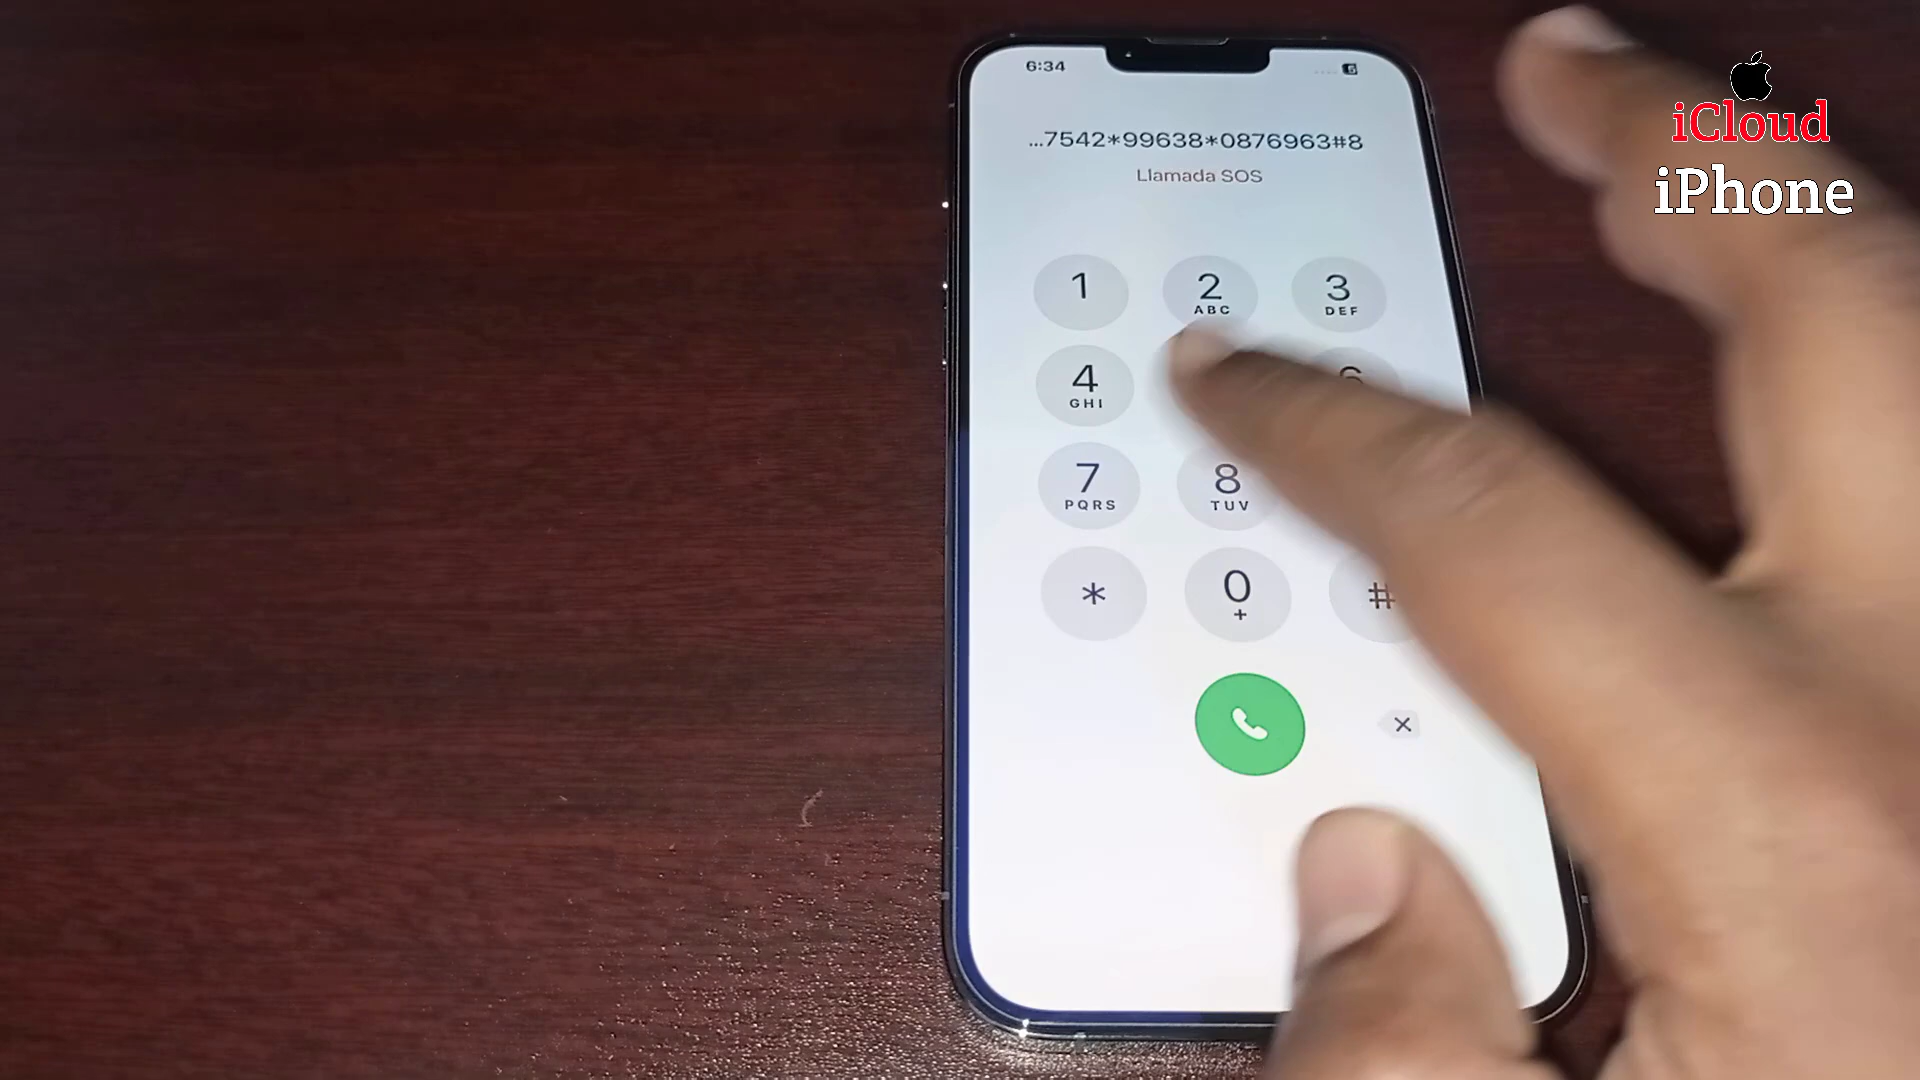 6:34
...7542*99638*0876963#8
Llamada SOS
1
2
3
ABC
DEF
4
6
GHI
7
8
PQRS
TUV
*
0
#
+
iCloud
iPhone